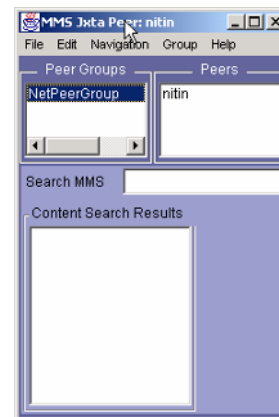 MMS Jxta Peer: nitin
File Edit Navigation Group Help
Peer Groups
Peers
NetPeerGroup
nitin
Search MMS
Content Search Results